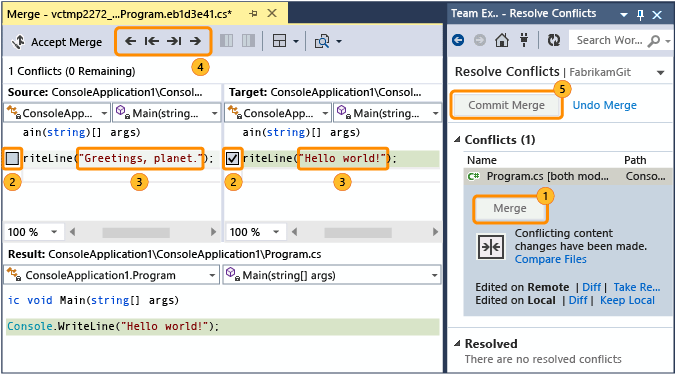 Merge - vctmp2272_...Program.eb1d3e41.cs*
Accept Merge
4
1 Conflicts (0 Remaining)
Source: ConsoleApplication1\Consol...
Target: ConsoleApplication1\Conso...
ConsoleApplic...
Main(string...
ConsoleApplic...
Main(string...
ain(string)[] args)
ain(string)[] args)
riteLine("Greetings, planet.");
riteLine("Hello world!");
2
3
2
3
100 %
100 %
Result: ConsoleApplication1\ConsoleApplication1\Program.cs
ConsoleApplication1.Program
Main(string[] args)
ic void Main(string[] args)
Console.WriteLine("Hello world!");
Team Ex... - Resolve Conflicts
Search Wor...
Resolve Conflicts | FabrikamGit
5
Commit Merge
Undo Merge
Conflicts (1)
Name
Path
C# Program.cs [both mod...
Conso...
1
Merge
Conflicting content
changes have been made.
Compare Files
Edited on Remote | Diff | Take Re...
Edited on Local | Diff | Keep Local
Resolved
There are no resolved conflicts